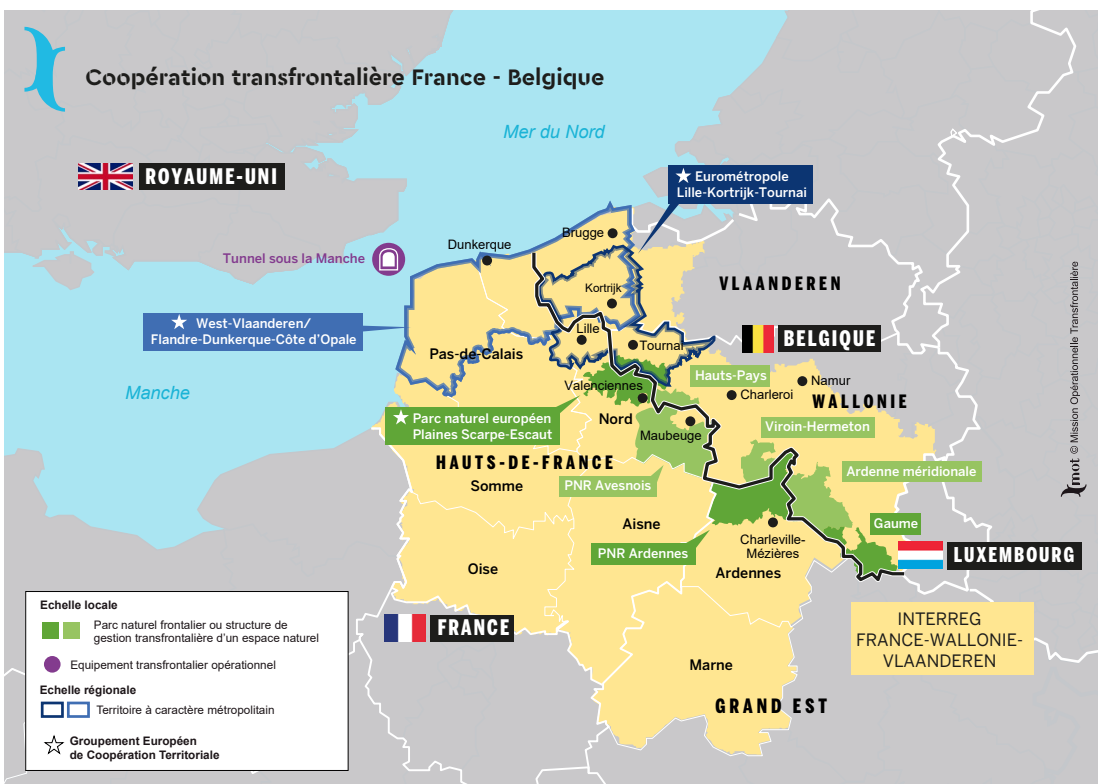 Coopération transfrontalière France - Belgique
Mer du Nord
ROYAUME-UNI
Eurométropole
Lille-Kortrijk-Tournai
Tunnel sous la Manche
Dunkerque
Brugge
Kortrijk
VLAANDEREN
West-Vlaanderen/
Flandre-Dunkerque-Côte d'Opale
Lille
Tournai
BELGIQUE
Pas-de-Calais
Manche
Valenciennes
Hauts-Pays
Namur
Charleroi
WALLONIE
Parc naturel européen
Plaines Scarpe-Escaut
Nord
Maubeuge
Viroin-Hermeton
HAUTS-DE-FRANCE
Somme
PNR Avesnois
Ardenne méridionale
Aisne
Gaume
PNR Ardennes
Charleville-
Mézières
LUXEMBOURG
Oise
Ardennes
FRANCE
INTERREG
FRANCE-WALLONIE-
VLAANDEREN
Marne
GRAND EST
Echelle locale
Parc naturel frontalier ou structure de
gestion transfrontalière d'un espace naturel
Equipement transfrontalier opérationnel
Echelle régionale
Territoire à caractère métropolitain
Groupement Européen
de Coopération Territoriale
mot © Mission Opérationnelle Transfrontalière